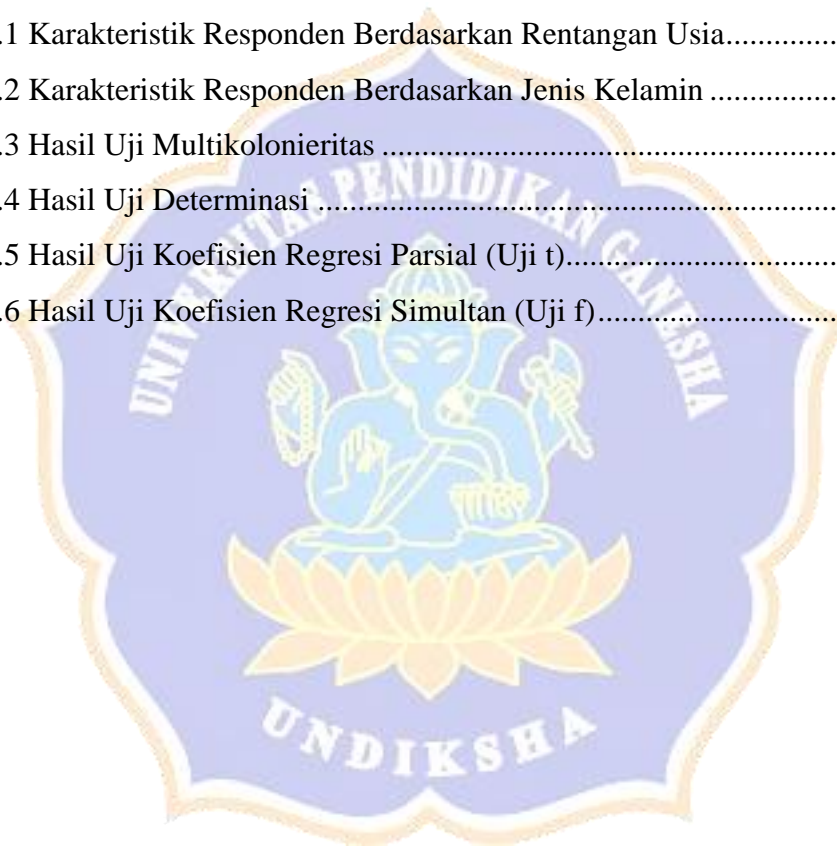 .1 Karakteristik Responden Berdasarkan Rentangan Usia..............
.2 Karakteristik Responden Berdasarkan Jenis Kelamin ................
.3 Hasil Uji Multikolonieritas .........................................................
.4 Hasil Uji Determinasi .................................................................
.5 Hasil Uji Koefisien Regresi Parsial (Uji t)..................................
.6 Hasil Uji Koefisien Regresi Simultan (Uji f)..............................
UNIVERSITAS PENDIDIKAN GANESHA
UNDIKSHA